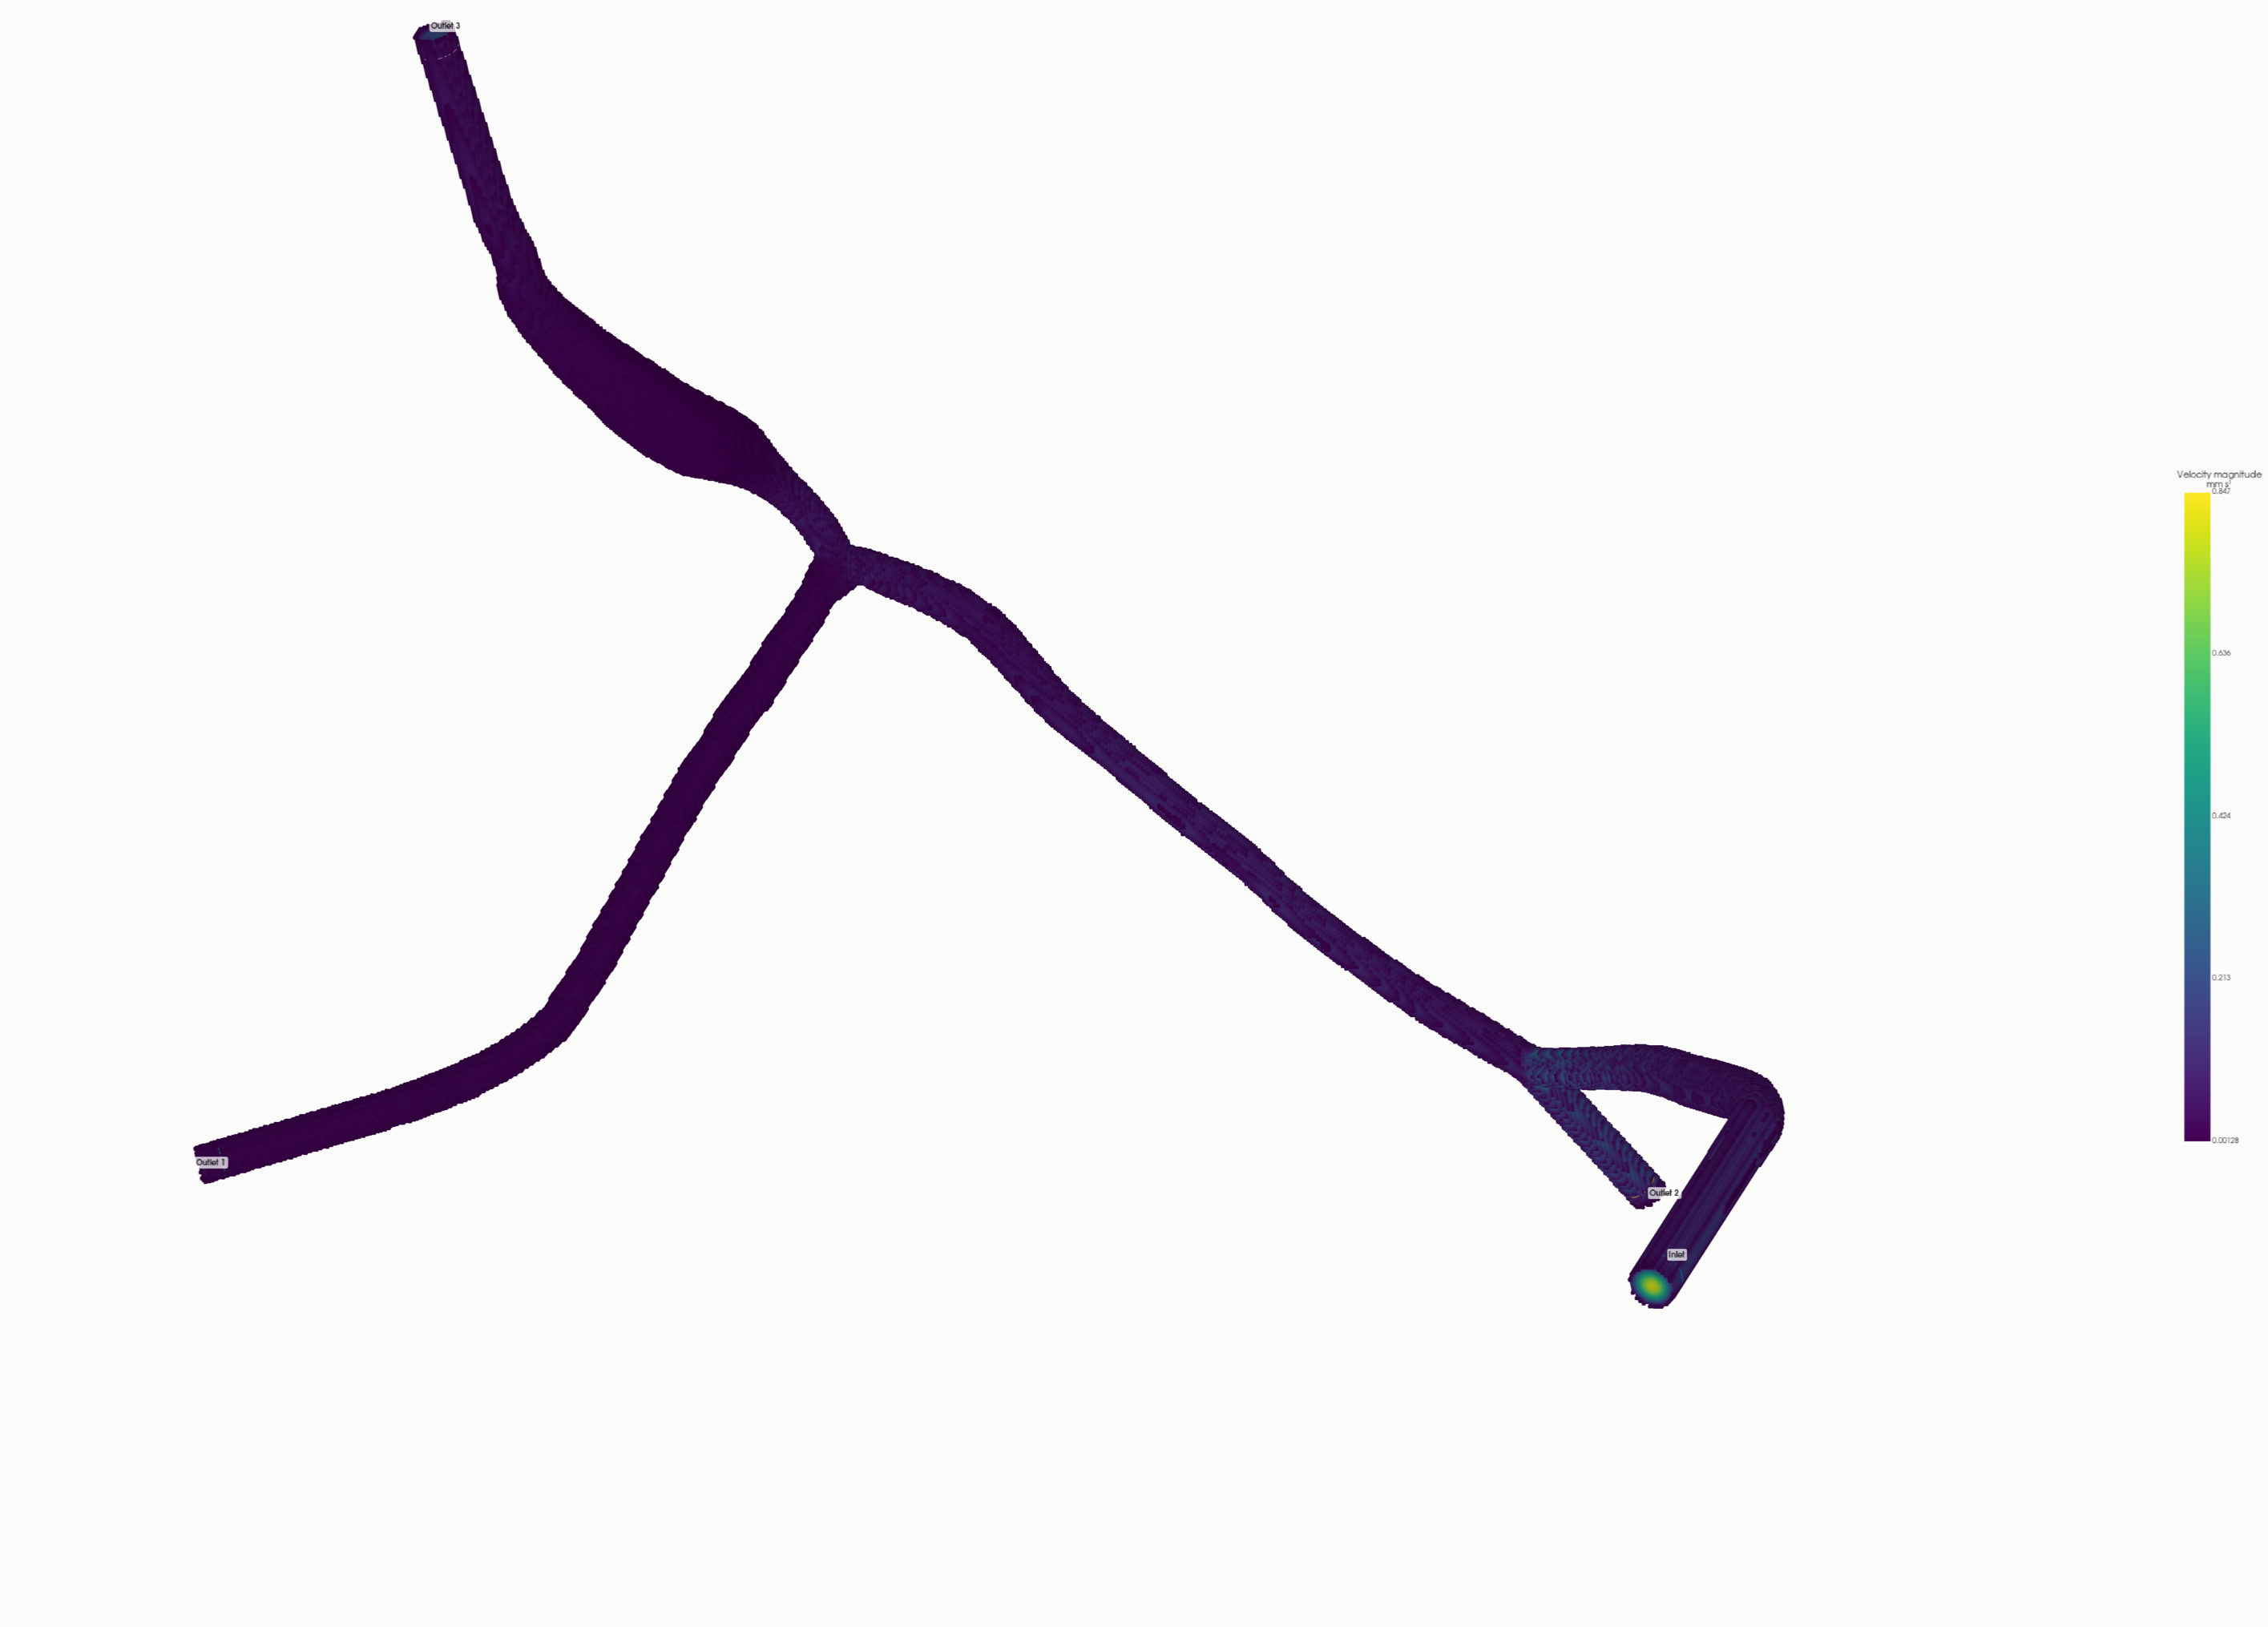 Outlet 3
Velocity magnitude
mm s⁻¹
0.847
0.636
0.424
0.213
0.00128
Outlet 1
Outlet 2
Inlet